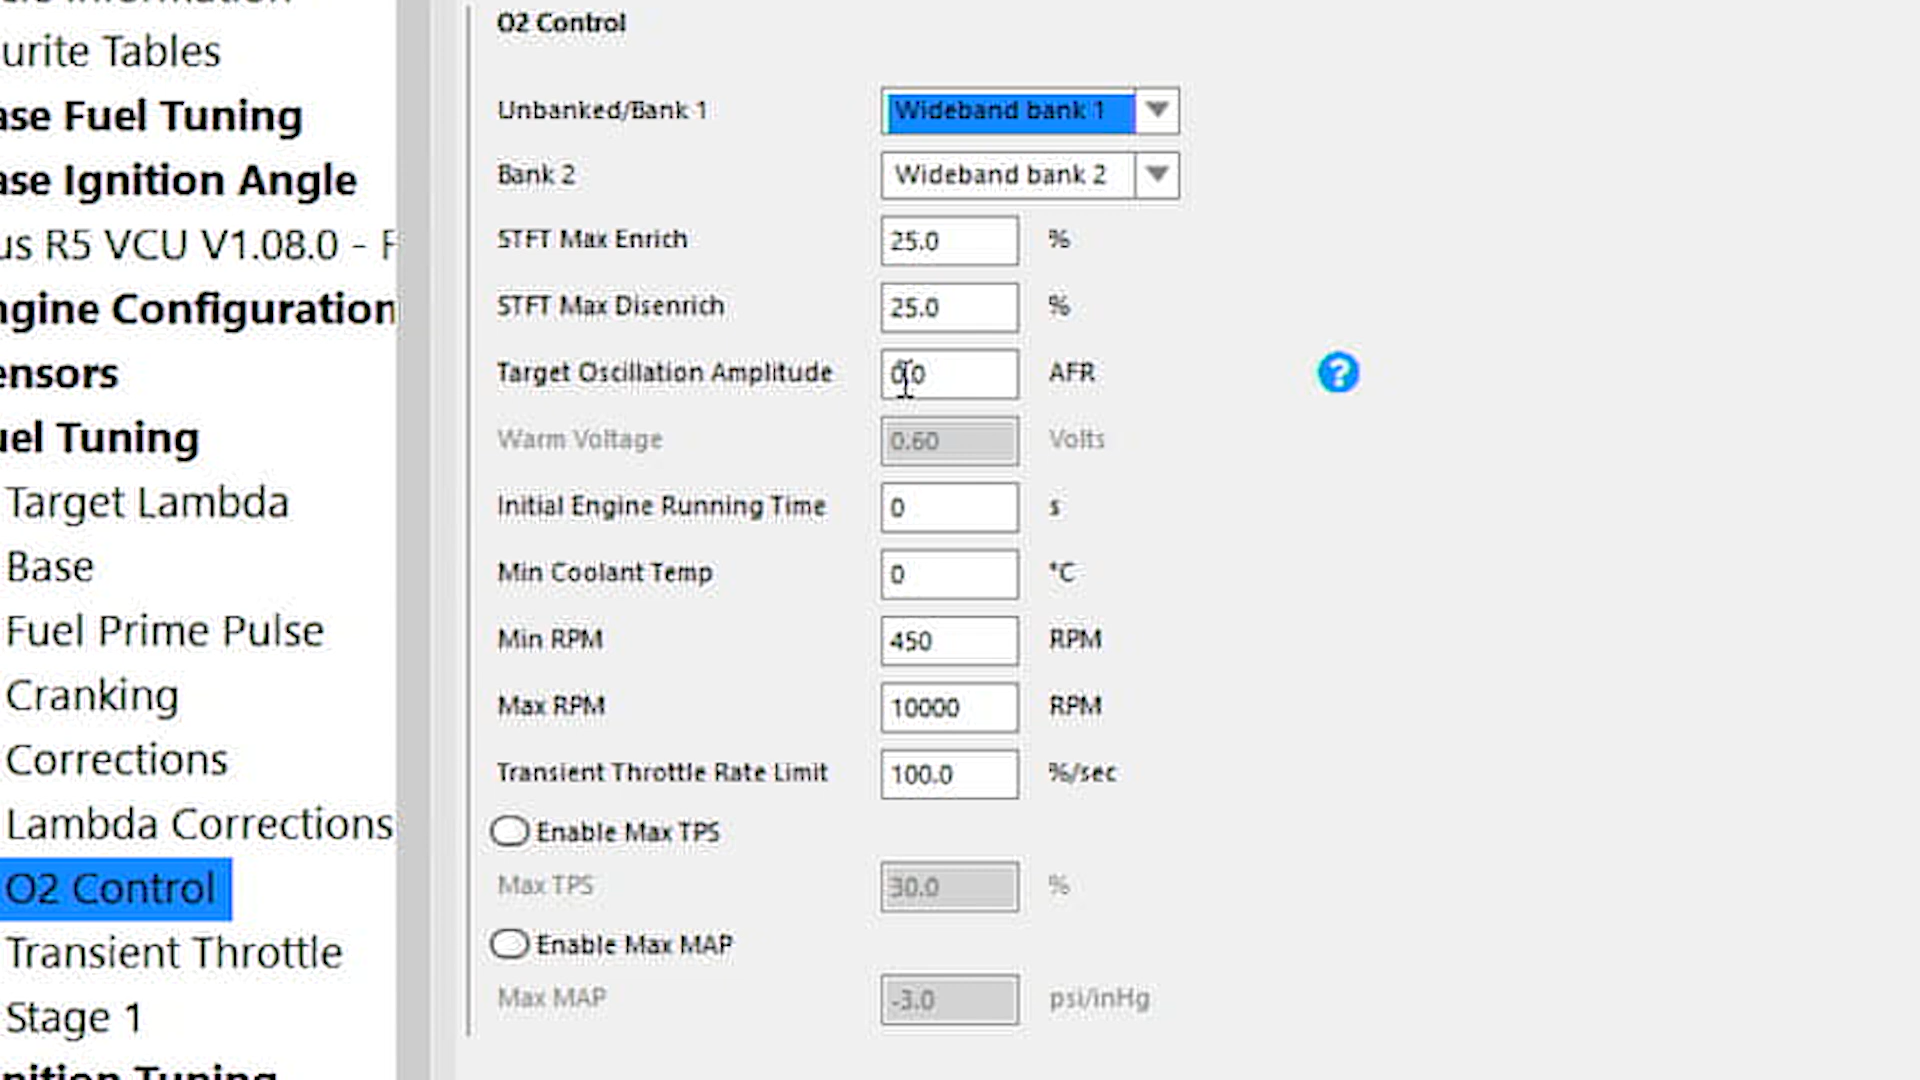 urite Tables
ase Fuel Tuning
ase Ignition Angle
us R5 VCU V1.08.0 - F
ngine Configuration
ensors
uel Tuning
Target Lambda
Base
Fuel Prime Pulse
Cranking
Corrections
Lambda Corrections
O2 Control
Transient Throttle
Stage 1
nition Tuning
O2 Control
Unbanked/Bank 1 Wideband bank 1
Bank 2 Wideband bank 2
STFT Max Enrich 25.0 %
STFT Max Disenrich 25.0 %
Target Oscillation Amplitude 0.0 AFR ?
Warm Voltage 0.60 Volts
Initial Engine Running Time 0 s
Min Coolant Temp 0 °C
Min RPM 450 RPM
Max RPM 10000 RPM
Transient Throttle Rate Limit 100.0 %/sec
Enable Max TPS
Max TPS 30.0 %
Enable Max MAP
Max MAP -3.0 psi/inHg